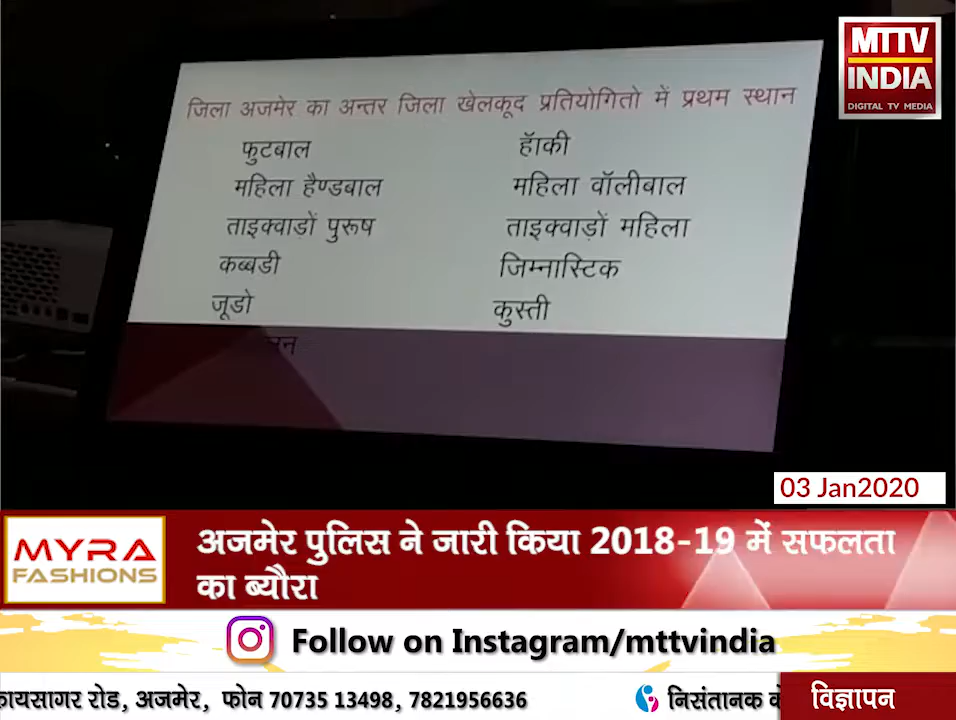 MTTV
INDIA
DIGITAL TV MEDIA
जिला अजमेर का अन्तर जिला खेलकूद प्रतियोगितो में प्रथम स्थान
फुटबाल
हॅाकी
महिला हैण्डबाल
महिला वॉलीबाल
ताइक्वाड़ों पुरूष
ताइक्वाड़ों महिला
कब्बडी
जिम्नास्टिक
जूडो
कुस्ती
03 Jan2020
MYRA
FASHIONS
अजमेर पुलिस ने जारी किया 2018-19 में सफलता
का ब्यौरा
Follow on Instagram/mttvindia
रोड, अजमेर, फोन 70735 13498, 7821956636
निसंतानक
विज्ञापन